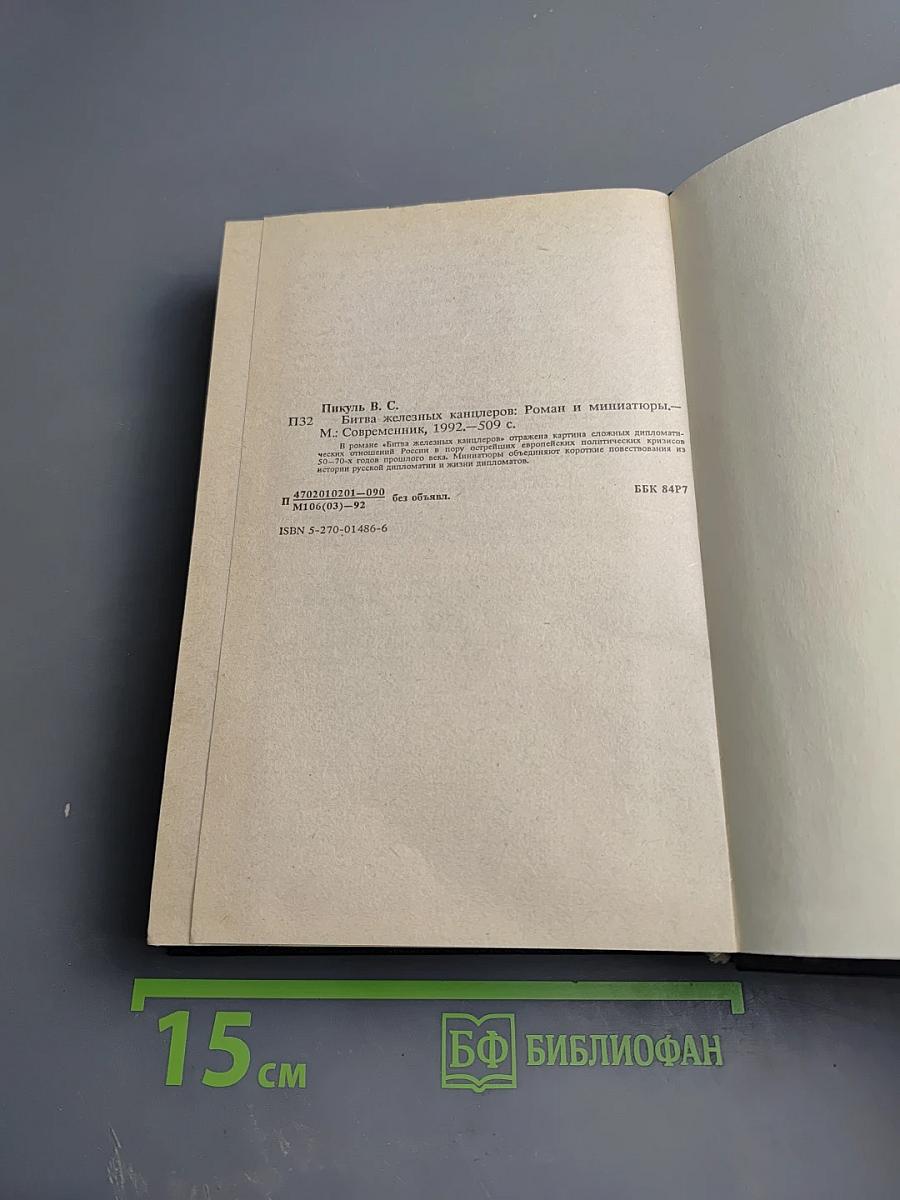 Пикуль В. С.
П32 Битва железных канцлеров: Роман и миниатюры.—
М.: Современник, 1992.—509 с.
В романе «Битва железных канцлеров» отражена картина сложных дипломати-
ческих отношений России в пору острейших европейских политических кризисов
50—70-х годов прошлого века. Миниатюры объединяют короткие повествования из
истории русской дипломатии и жизни дипломатов.
П 4702010201—090
М106(03)—92 без объявл. ББК 84Р7
ISBN 5-270-01486-6
15 см БФ БИБЛИОФАН